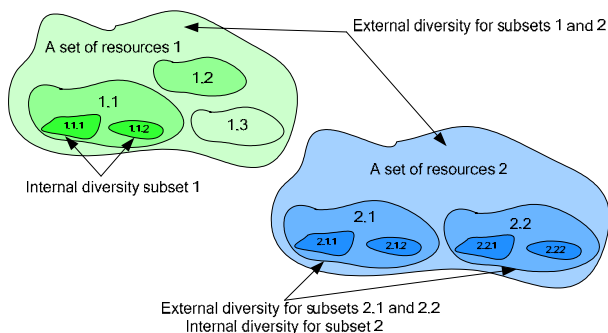 External diversity for subsets 1 and 2
A set of resources 1
1.2
1.1
1.1.1
1.1.2
1.3
Internal diversity subset 1
A set of resources 2
2.1
2.2
2.1.1
2.1.2
2.2.1
2.22
External diversity for subsets 2.1 and 2.2
Internal diversity for subset 2